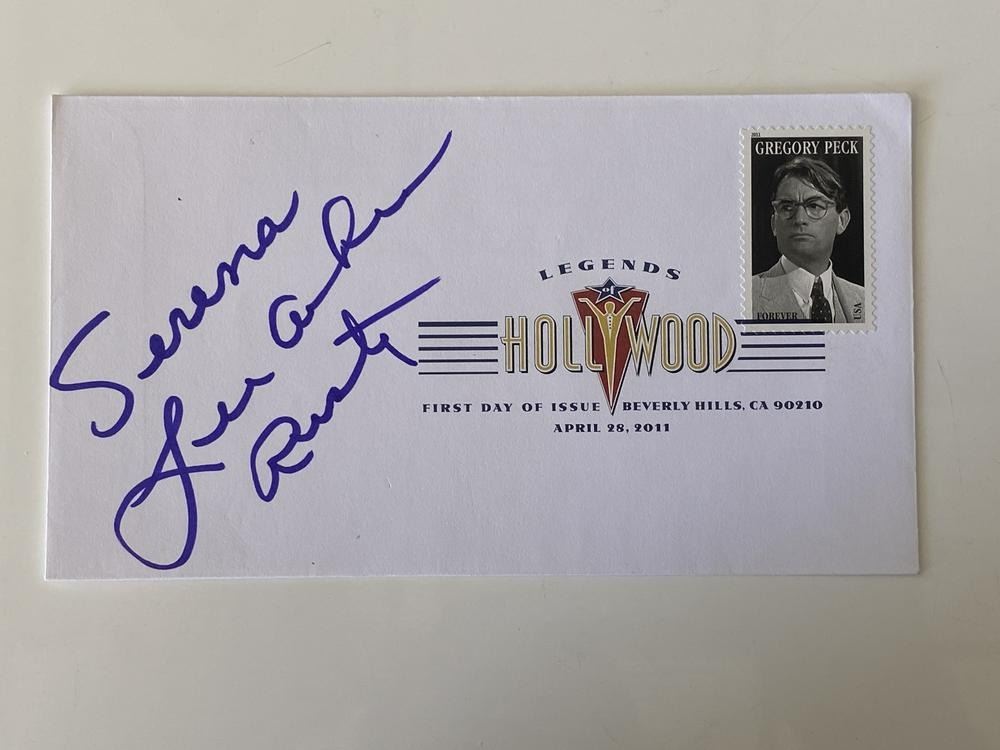 Serena
2011
GREGORY PECK
FOREVER
USA
LEGENDS
of
HOLLYWOOD
FIRST DAY OF ISSUE BEVERLY HILLS, CA 90210
APRIL 28, 2011